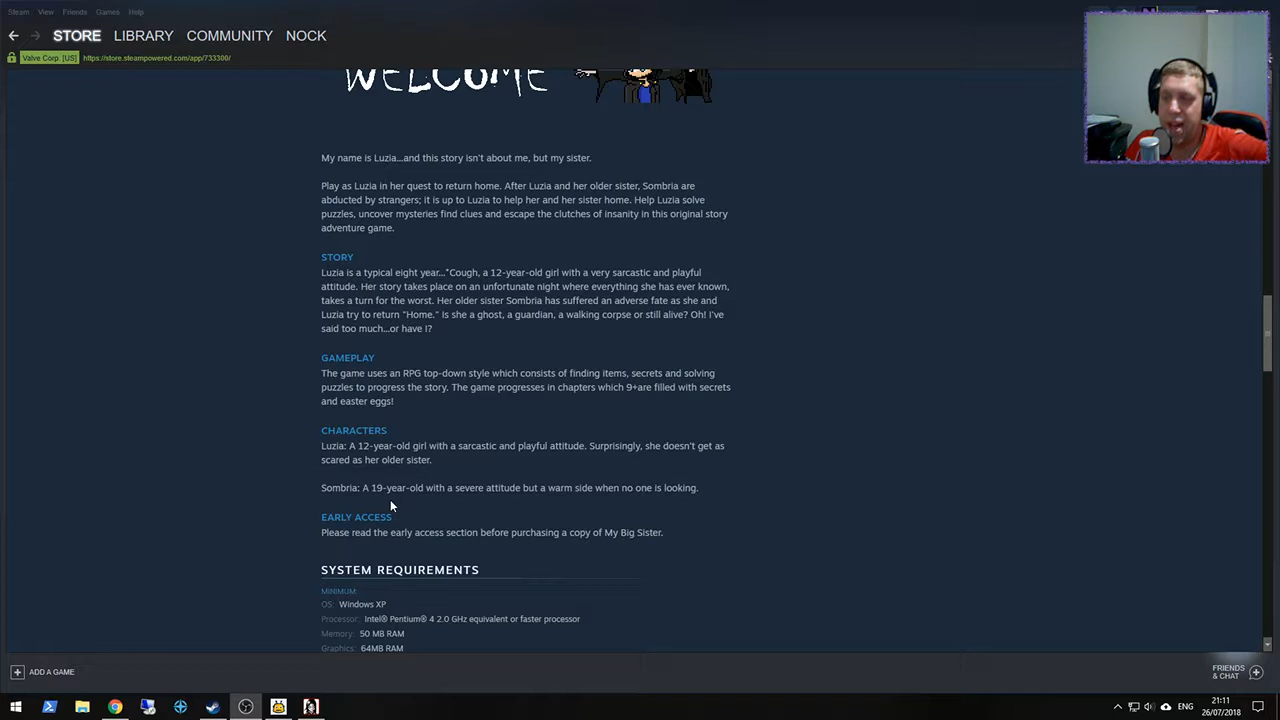 Steam View Friends Games Help
STORE LIBRARY COMMUNITY NOCK
Valve Corp. [US] https://store.steampowered.com/app/733300/
WELCOME
My name is Luzia...and this story isn't about me, but my sister.
Play as Luzia in her quest to return home. After Luzia and her older sister, Sombria are
abducted by strangers; it is up to Luzia to help her and her sister home. Help Luzia solve
puzzles, uncover mysteries find clues and escape the clutches of insanity in this original story
adventure game.
STORY
Luzia is a typical eight year..."Cough, a 12-year-old girl with a very sarcastic and playful
attitude. Her story takes place on an unfortunate night where everything she has ever known,
takes a turn for the worst. Her older sister Sombria has suffered an adverse fate as she and
Luzia try to return "Home." Is she a ghost, a guardian, a walking corpse or still alive? Oh! I've
said too much...or have I?
GAMEPLAY
The game uses an RPG top-down style which consists of finding items, secrets and solving
puzzles to progress the story. The game progresses in chapters which 9+are filled with secrets
and easter eggs!
CHARACTERS
Luzia: A 12-year-old girl with a sarcastic and playful attitude. Surprisingly, she doesn't get as
scared as her older sister.
Sombria: A 19-year-old with a severe attitude but a warm side when no one is looking.
EARLY ACCESS
Please read the early access section before purchasing a copy of My Big Sister.
SYSTEM REQUIREMENTS
MINIMUM:
OS: Windows XP
Processor: Intel® Pentium® 4 2.0 GHz equivalent or faster processor
Memory: 50 MB RAM
Graphics: 64MB RAM
+ ADD A GAME
FRIENDS
& CHAT
ENG
21:11
26/07/2018